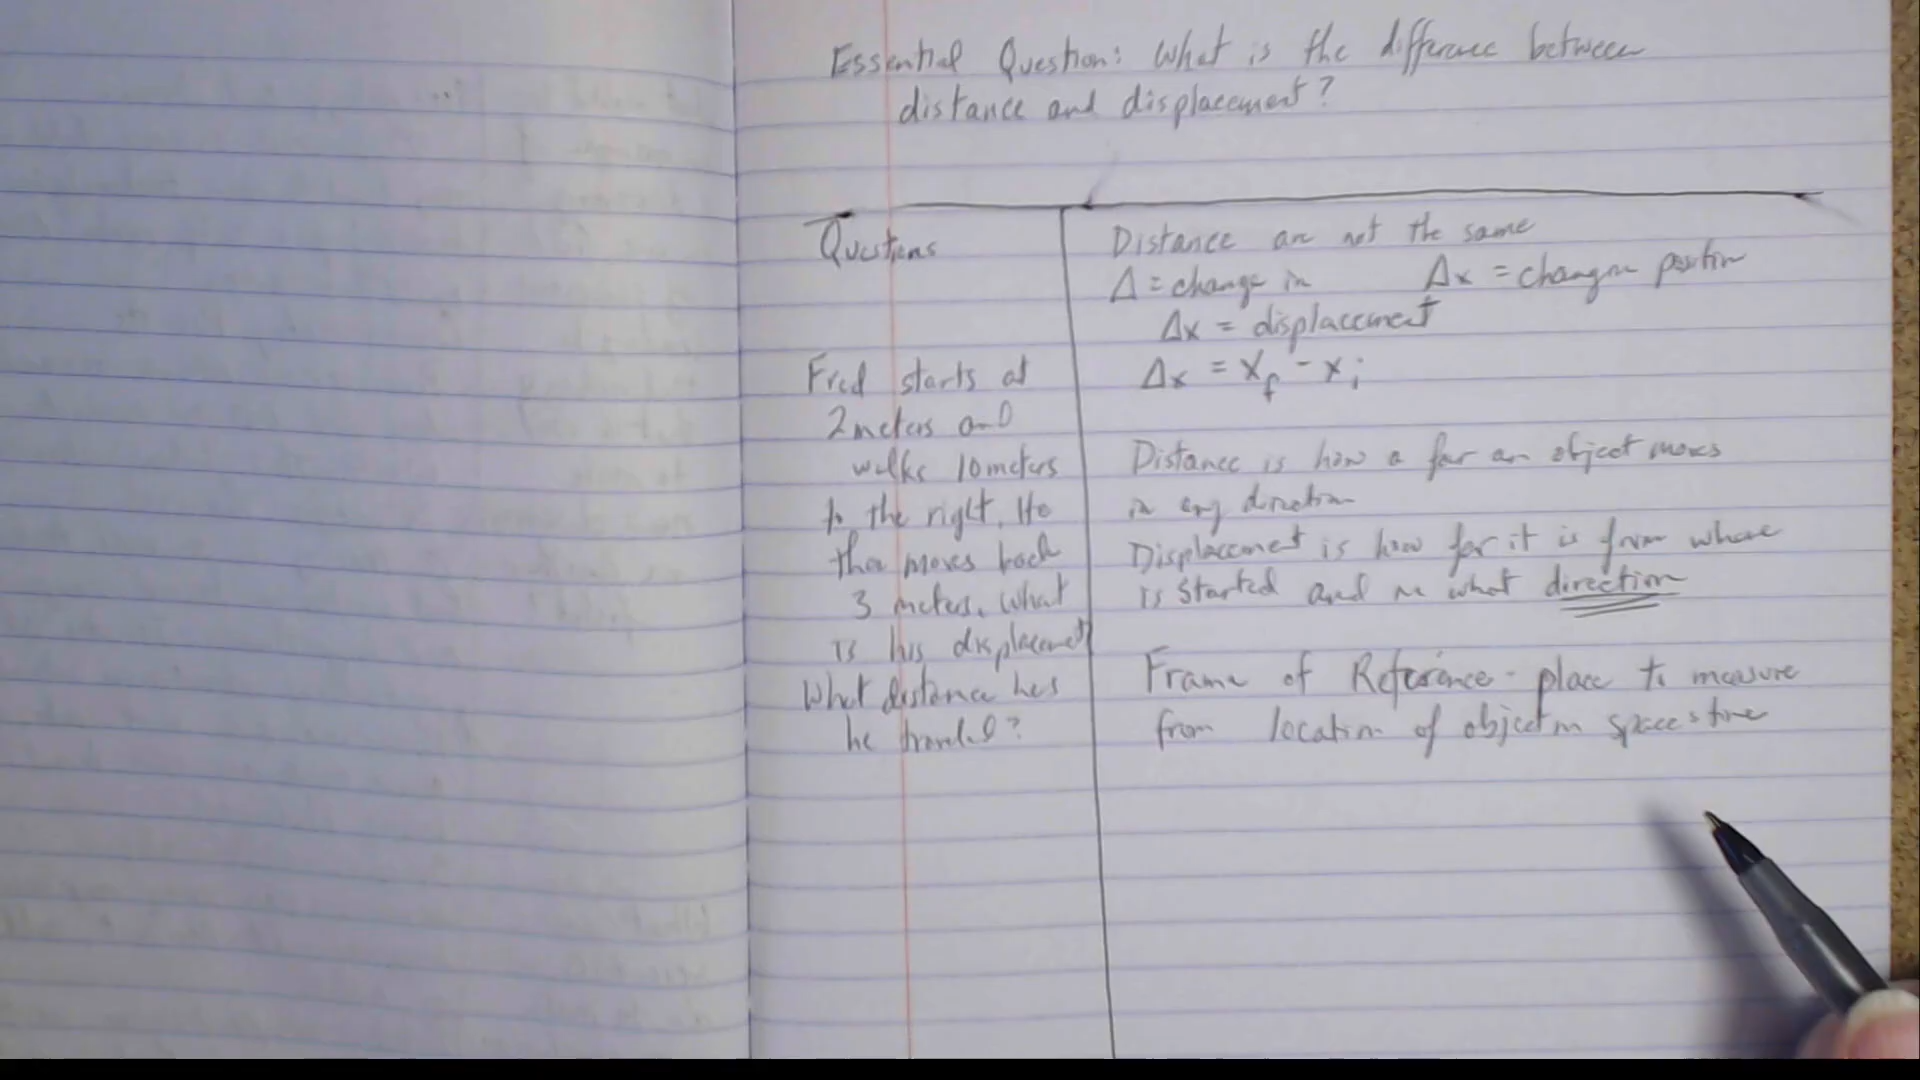 Essential Question: What is the difference between
distance and displacement?
Questions
Fred starts at
2 meters and
walks 10 meters
to the right. He
then moves back
3 meters. What
is his displacement
What distance has
he traveled?
Distance are not the same
Δ = change in Δx = change in position
Δx = displacement
Δx = xf - xi
Distance is how a far an object moves
in any direction
Displacement is how far it is from where
is started and in what direction
Frame of Reference - place to measure
from location of object in space & time